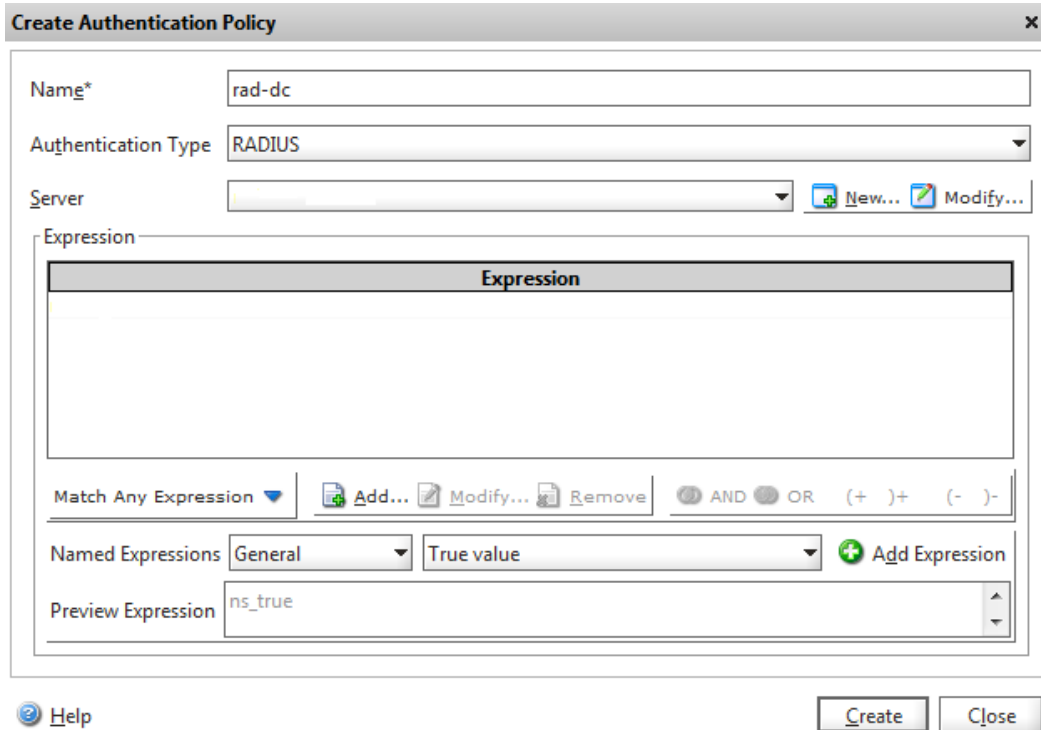 Create Authentication Policy ×
Name* rad-dc
Authentication Type RADIUS
Server New... Modify...
Expression
Expression
Match Any Expression Add... Modify... Remove AND OR (+ )+ (- )-
Named Expressions General True value Add Expression
Preview Expression ns_true
Help Create Close